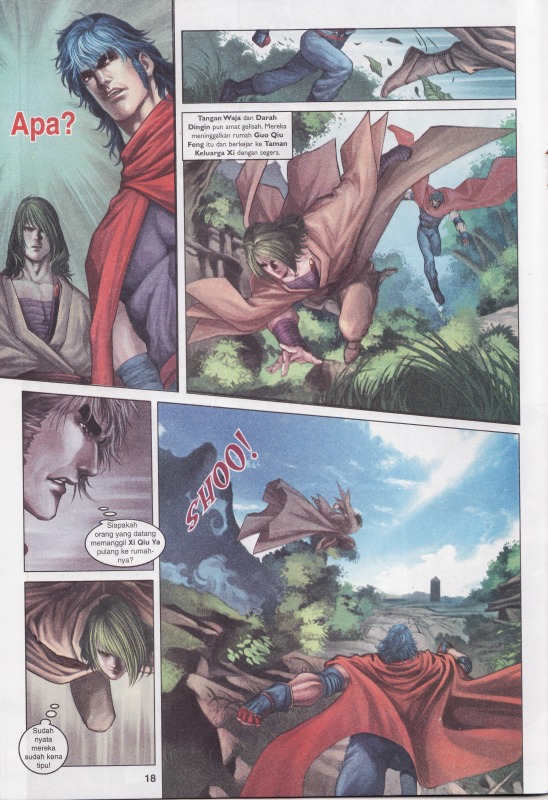 Apa?
Tangan Waja dan Darah
Dingin pun amat gelisah. Mereka
meninggalkan rumah Guo Qiu
Feng itu dan berkejar ke Taman
Keluarga Xi dengan segera.
SHOO!
Siapakah
orang yang datang
memanggil Xi Qiu Ya
pulang ke rumah-
nya?
Sudah
nyata
mereka
sudah kena
tipu!
18